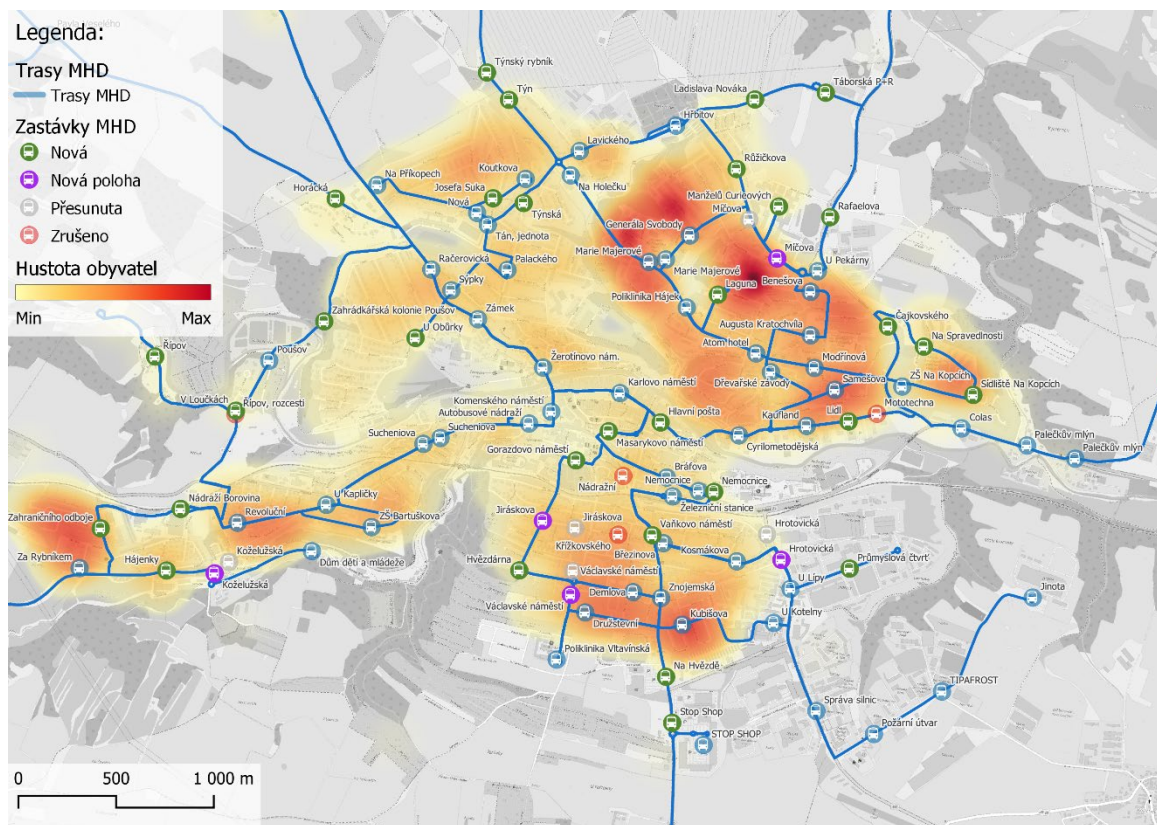 Legenda:
Trasy MHD
Trasy MHD
Zastávky MHD
Nová
Nová poloha
Přesunuta
Zrušeno
Hustota obyvatel
Min Max
Týnský rybník
Týn
Ladislava Nováka
Táborská P+R
Hřbitov
Lavického
Růžičkova
Na Příkopech
Koutkova
Josefa Suka
Na Holečku
Horácká
Nová
Týnská
Manželů Curieových
Míčova
Rafaelova
Generála Svobody
Tán, jednota
Míčova
Marie Majerové
Račerovická
Palackého
U Pekárny
Marie Majerové
Sýpky
Benešova
Laguna
Zahrádkářská kolonie Poušov
Zámek
Poliklinika Hájek
U Obůrky
Čajkovského
Augusta Kratochvíla
Na Spravedlnosti
Řípov
Poušov
Atom hotel
Žerotínovo nám.
Modřínová
ZŠ Na Kopcích
Karlovo náměstí
Dřevařské závody
Samešova
Sídliště Na Kopcích
V Loučkách
Řípov, rozcestí
Komenského náměstí
Autobusové nádraží
Hlavní pošta
Kaufland
Lidl
Mototechna
Colas
Sucheniova
Sucheniova
Masarykovo náměstí
Cyrilometodějská
Palečkův mlýn
Palečkův mlýn
Gorazdovo náměstí
Bráfova
Nádražní
Nemocnice
Nemocnice
Železniční stanice
U Kapličky
Nádraží Borovina
Revoluční
Zahraničního odboje
ZŠ Bartuškova
Jiráskova
Jiráskova
Vaňkovo náměstí
Hrotovická
Křížkovského
Březinova
Kosmákova
Hrotovická
Průmyslová čtvrť
Za Rybníkem
Hájenky
Koželužská
Dům dětí a mládeže
Koželužská
Hvězdárna
Václavské náměstí
Demlova
Znojemská
U Lípy
Jinota
Václavské náměstí
Družstevní
Kubišova
U Kotelny
Poliklinika Vltavínská
Na Hvězdě
Stop Shop
STOP SHOP
Správa silnic
TIPAFROST
Požární útvar
0 500 1 000 m